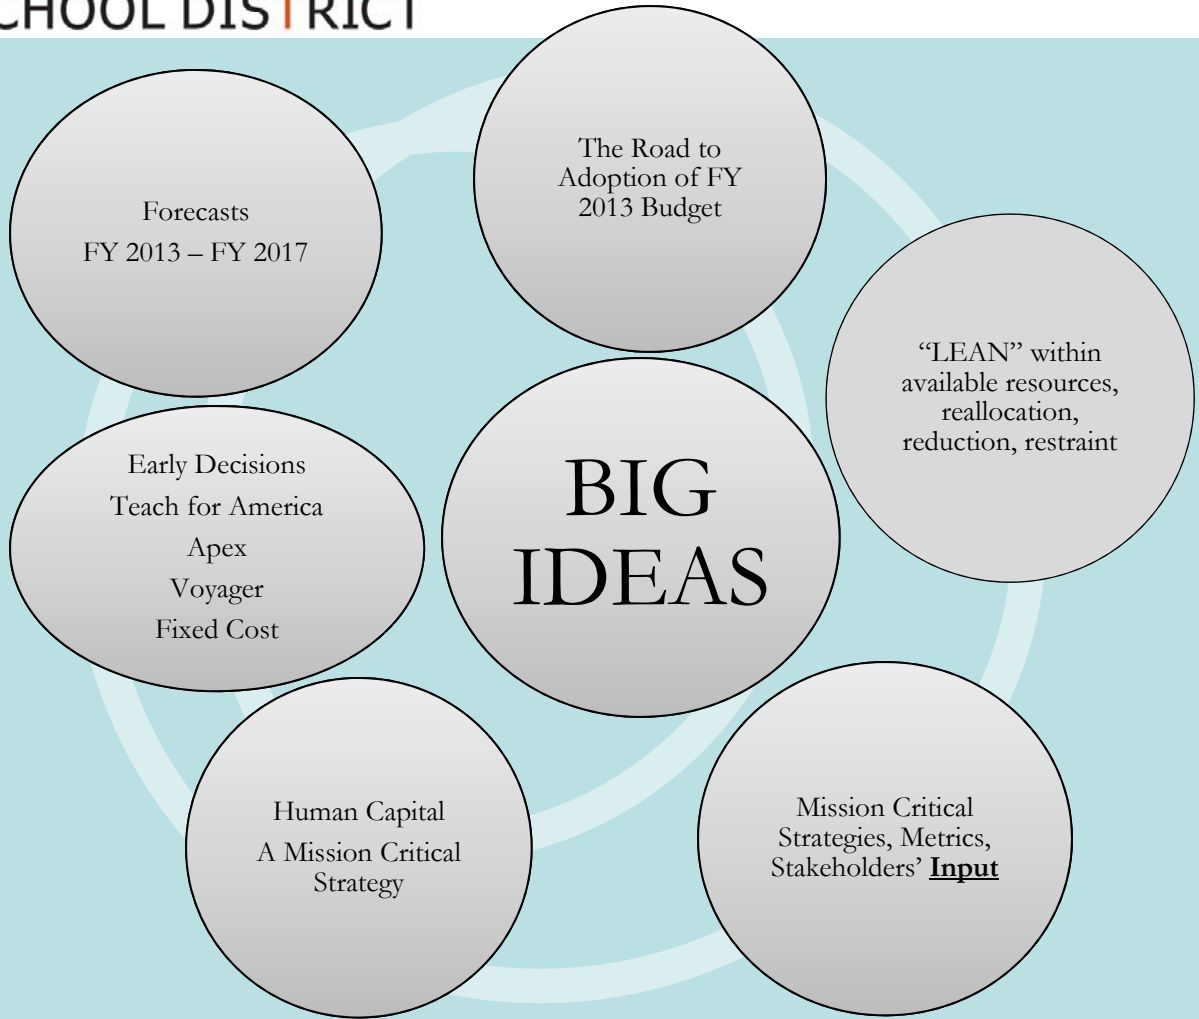 SCHOOL DISTRICT
The Road to
Adoption of FY
2013 Budget
Forecasts
FY 2013 – FY 2017
“LEAN” within
available resources,
reallocation,
reduction, restraint
Early Decisions
Teach for America
Apex
Voyager
Fixed Cost
BIG
IDEAS
Human Capital
A Mission Critical
Strategy
Mission Critical
Strategies, Metrics,
Stakeholders’ Input